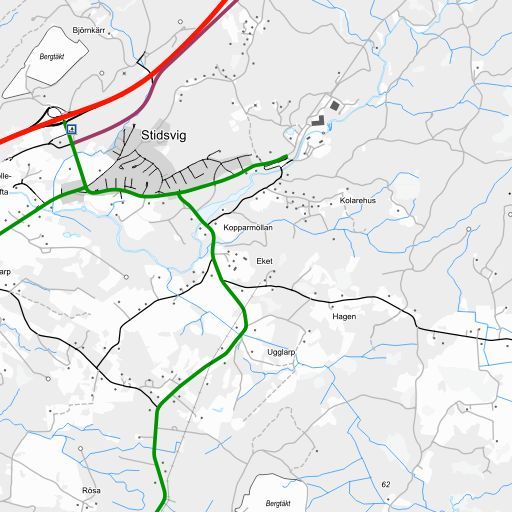 Björnkärr
Bergtäkt
Stidsvig
Kolarehus
Kopparmöllan
Eket
Hagen
Ugglarp
62
Rösa
Bergtäkt